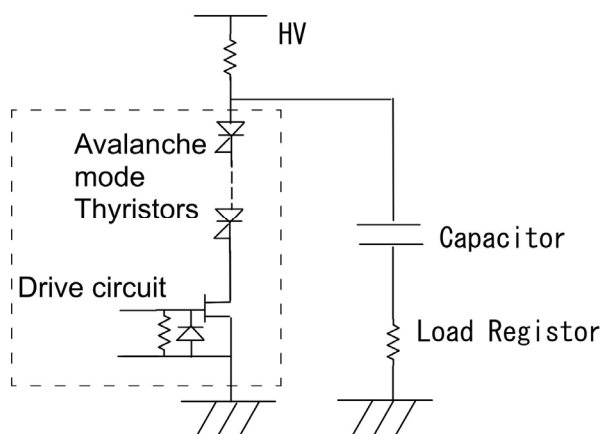 HV
Avalanche
mode
Thyristors
Capacitor
Drive circuit
Load Registor